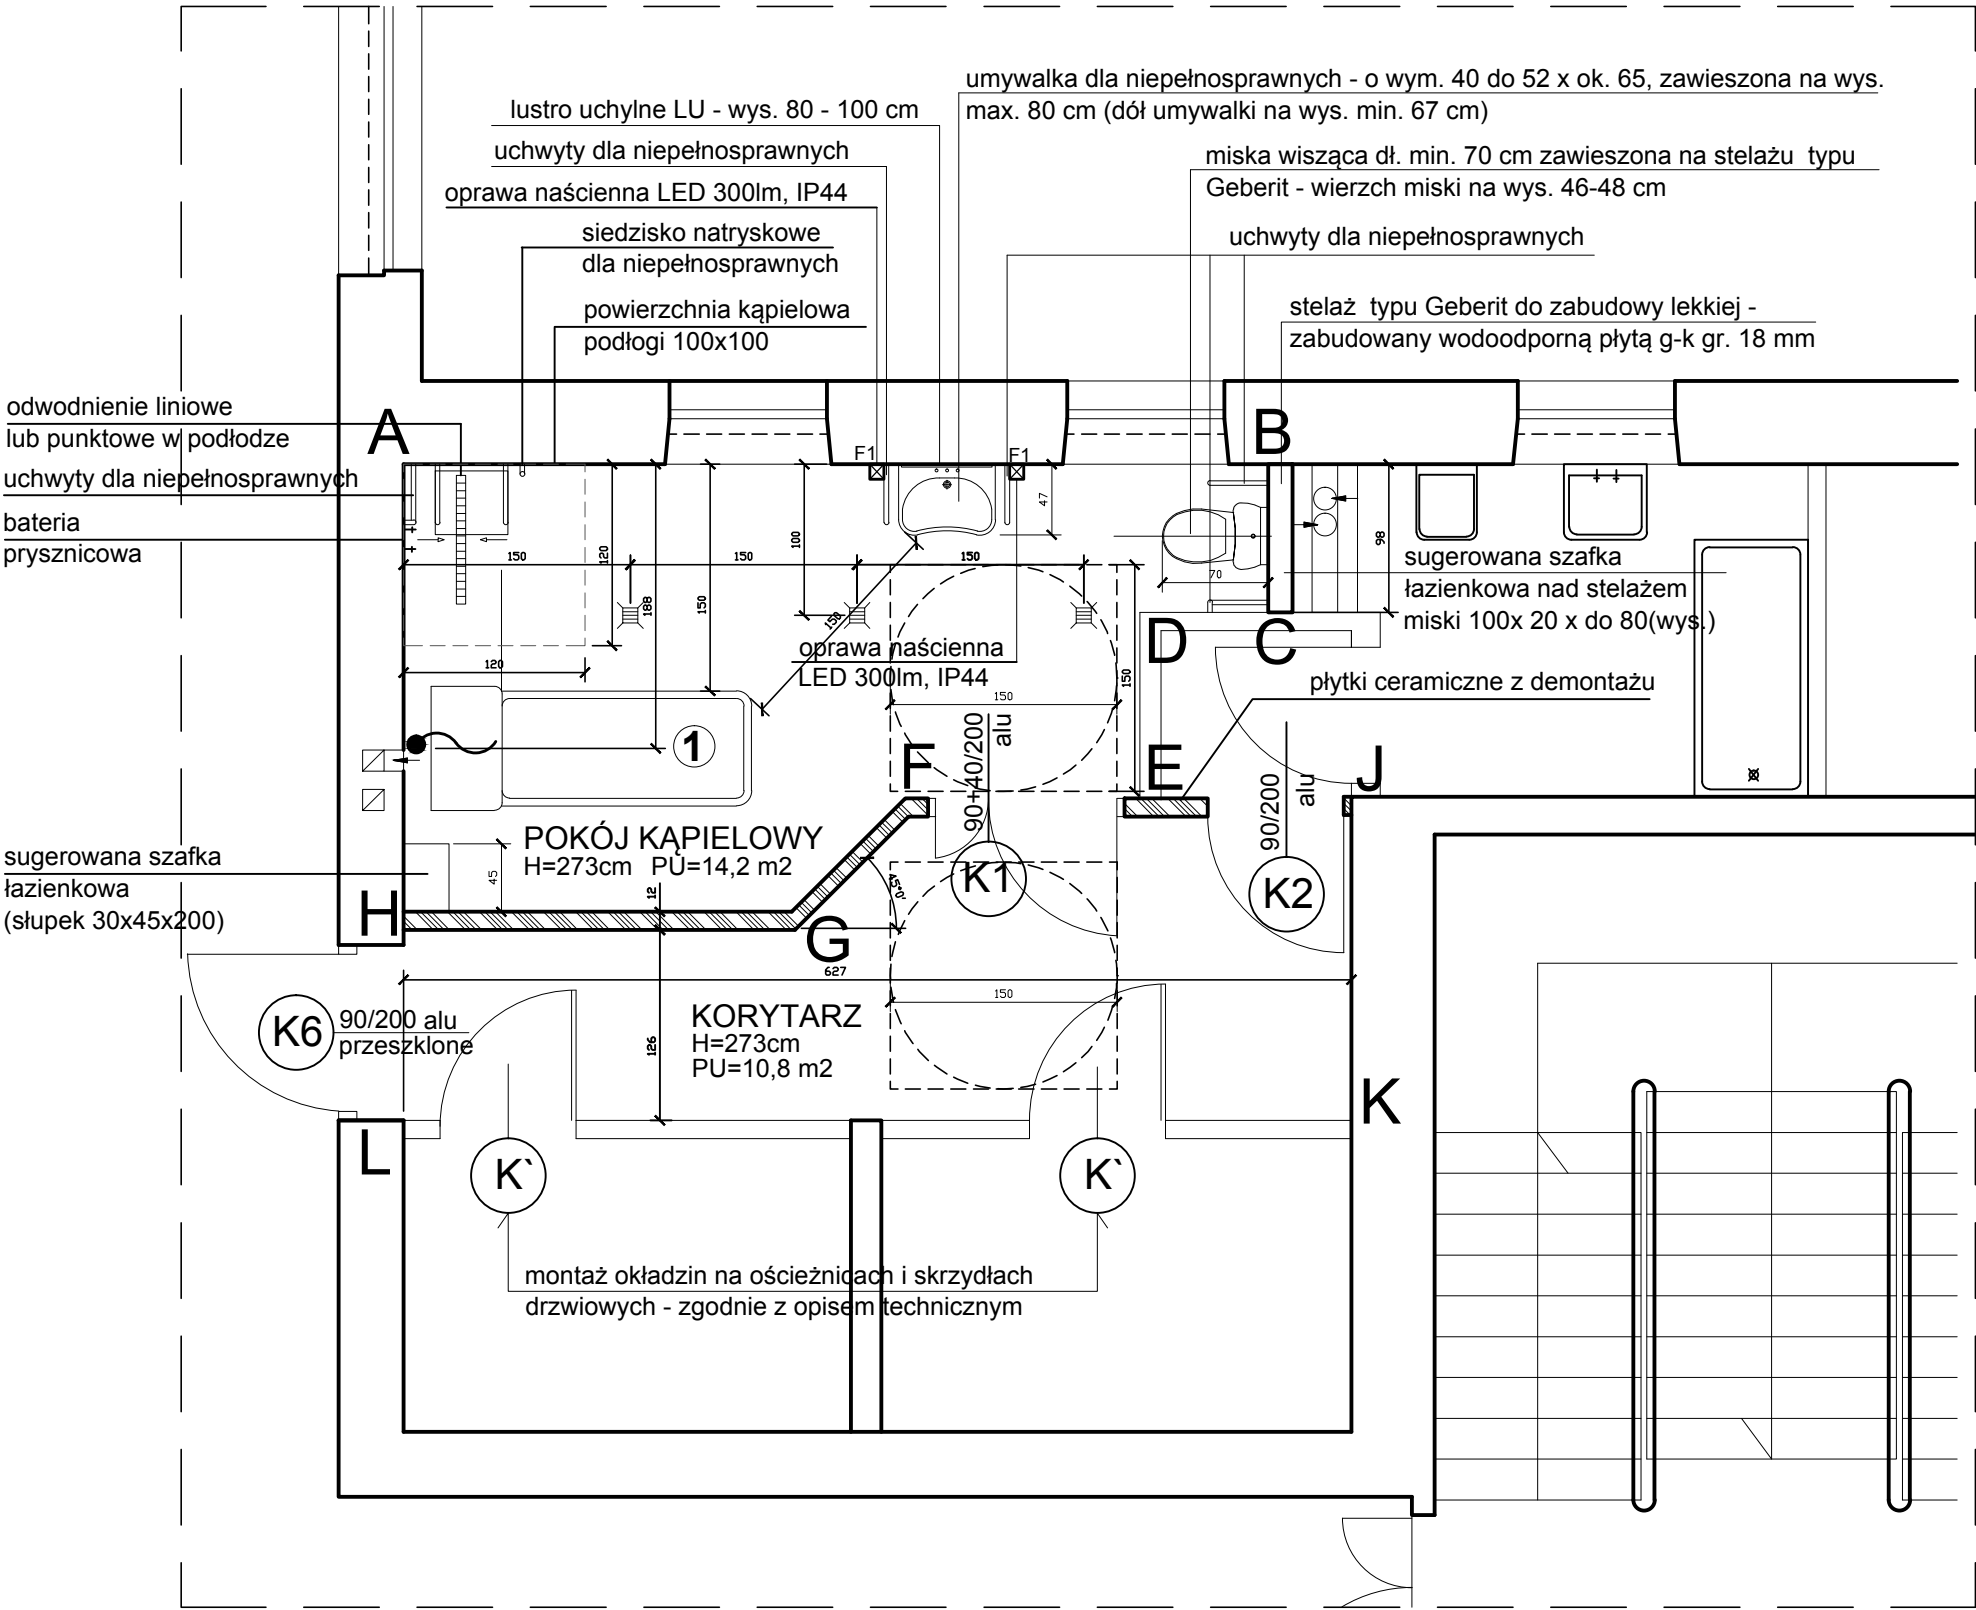 umywalka dla niepełnosprawnych - o wym. 40 do 52 x ok. 65, zawieszona na wys.
max. 80 cm (dół umywalki na wys. min. 67 cm)
lustro uchylne LU - wys. 80 - 100 cm
uchwyty dla niepełnosprawnych
oprawa naścienna LED 300lm, IP44
siedzisko natryskowe
dla niepełnosprawnych
powierzchnia kąpielowa
podłogi 100x100
miska wisząca dł. min. 70 cm zawieszona na stelażu typu
Geberit - wierzch miski na wys. 46-48 cm
uchwyty dla niepełnosprawnych
stelaż typu Geberit do zabudowy lekkiej -
zabudowany wodoodporną płytą g-k gr. 18 mm
odwodnienie liniowe
lub punktowe w podłodze
uchwyty dla niepełnosprawnych
bateria
prysznicowa
A
B
F1
F1
47
98
150
150
150
120
100
188
150
150
70
120
sugerowana szafka
łazienkowa nad stelażem
miski 100x 20 x do 80(wys.)
D
C
oprawa naścienna
LED 300lm, IP44
150
150
płytki ceramiczne z demontażu
1
F
90+40/200
alu
E
90/200
alu
J
POKÓJ KĄPIELOWY
H=273cm PU=14,2 m2
K1
K2
sugerowana szafka
łazienkowa
(słupek 30x45x200)
45
12
45°0'
H
G
627
150
K6
90/200 alu
przeszklone
KORYTARZ
H=273cm
PU=10,8 m2
126
K
L
K`
K`
montaż okładzin na ościeżnicach i skrzydłach
drzwiowych - zgodnie z opisem technicznym